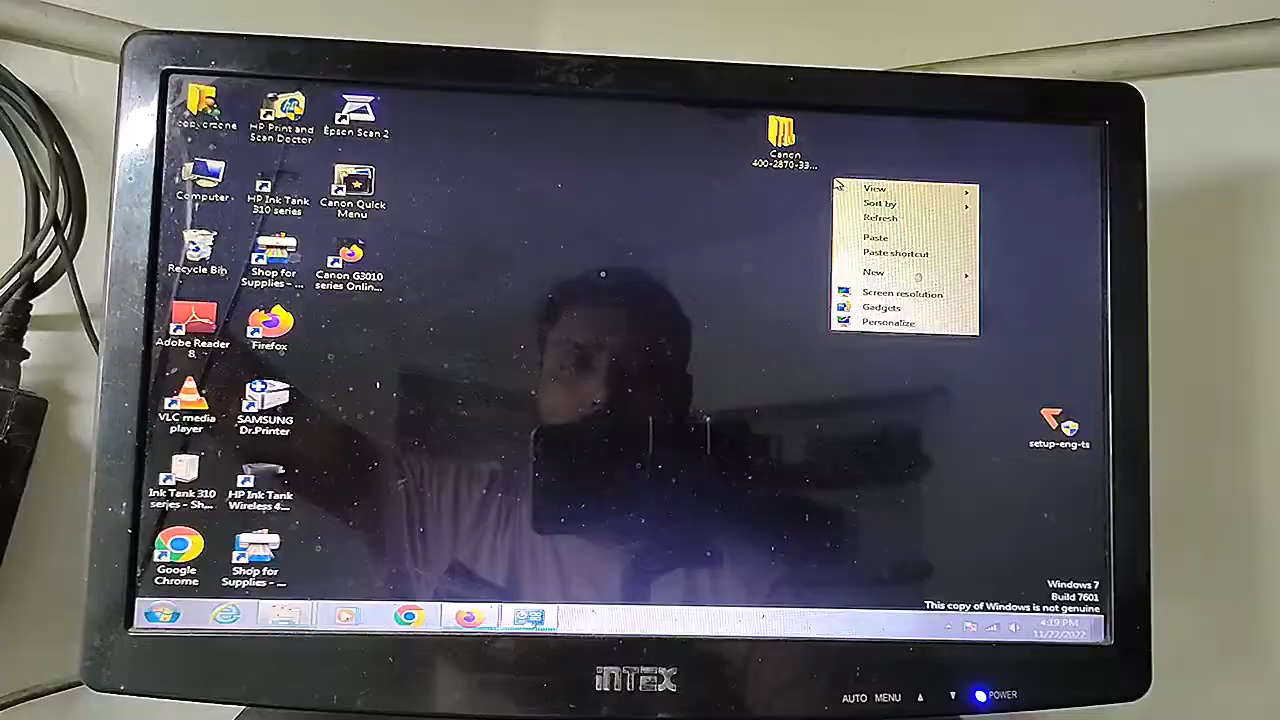 copyerzone
HP Print and
Scan Doctor
Epson Scan 2
Computer
HP Ink Tank
310 series
Canon Quick
Menu
Recycle Bin
Shop for
Supplies - ...
Canon G3010
series Onlin...
Adobe Reader
8
Firefox
VLC media
player
SAMSUNG
Dr.Printer
Ink Tank 310
series - Sh...
HP Ink Tank
Wireless 4...
Google
Chrome
Shop for
Supplies - ...
Canon
400-2870-33...
View
Sort by
Refresh
Paste
Paste shortcut
New
Screen resolution
Gadgets
Personalize
setup-eng-ts
Windows 7
Build 7601
This copy of Windows is not genuine
4:19 PM
11/22/2022
iNTEX
AUTO MENU
POWER